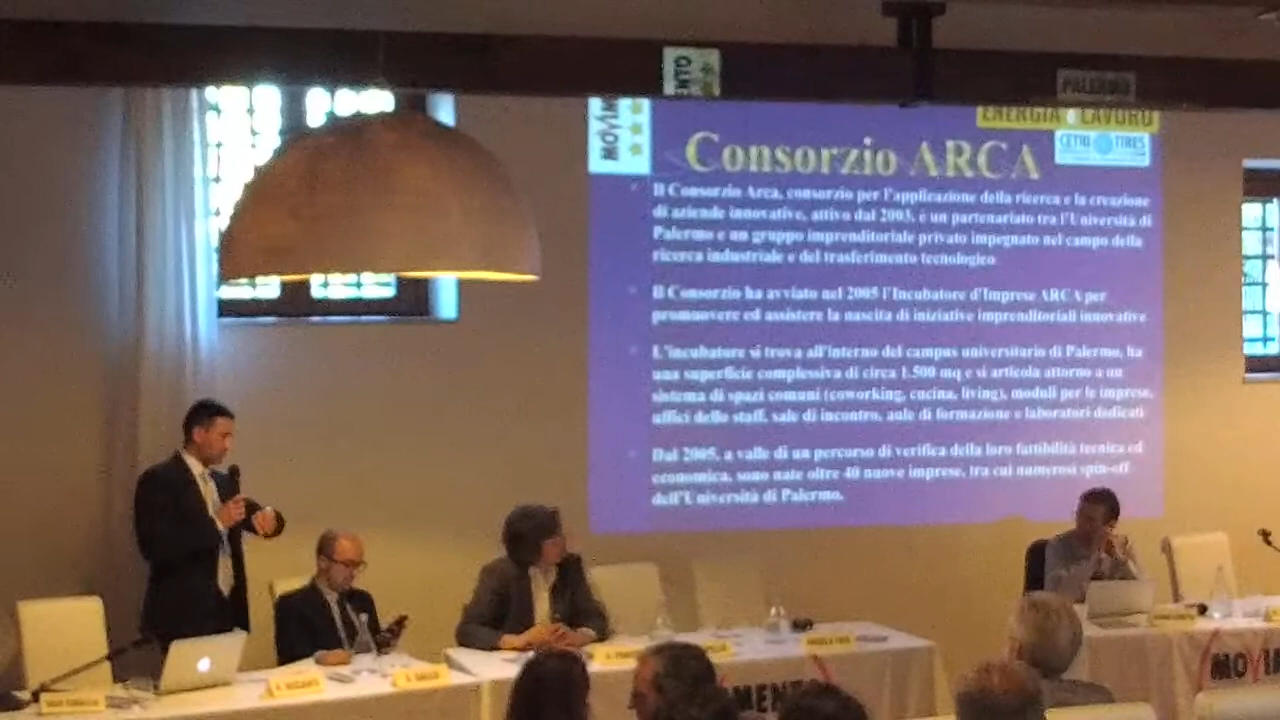 ENTO
PALERMO
MOVIM
ENERGIA e LAVORO
CETRI TIRES
Consorzio ARCA
Il Consorzio Arca, consorzio per l'applicazione della ricerca e la creazione
di aziende innovative, attivo dal 2003, è un partenariato tra l'Università di
Palermo e un gruppo imprenditoriale privato impegnato nel campo della
ricerca industriale e del trasferimento tecnologico
Il Consorzio ha avviato nel 2005 l'Incubatore d'Imprese ARCA per
promuovere ed assistere la nascita di iniziative imprenditoriali innovative
L'incubatore si trova all'interno del campus universitario di Palermo, ha
una superficie complessiva di circa 1.500 mq e si articola attorno a un
sistema di spazi comuni (coworking, cucina, living), moduli per le imprese,
uffici dello staff, sale di incontro, aule di formazione e laboratori dedicati
Dal 2005, a valle di un percorso di verifica della loro fattibilità tecnica ed
economica, sono nate oltre 40 nuove imprese, tra cui numerosi spin-off
dell'Università di Palermo.
MENTO
MOVIM